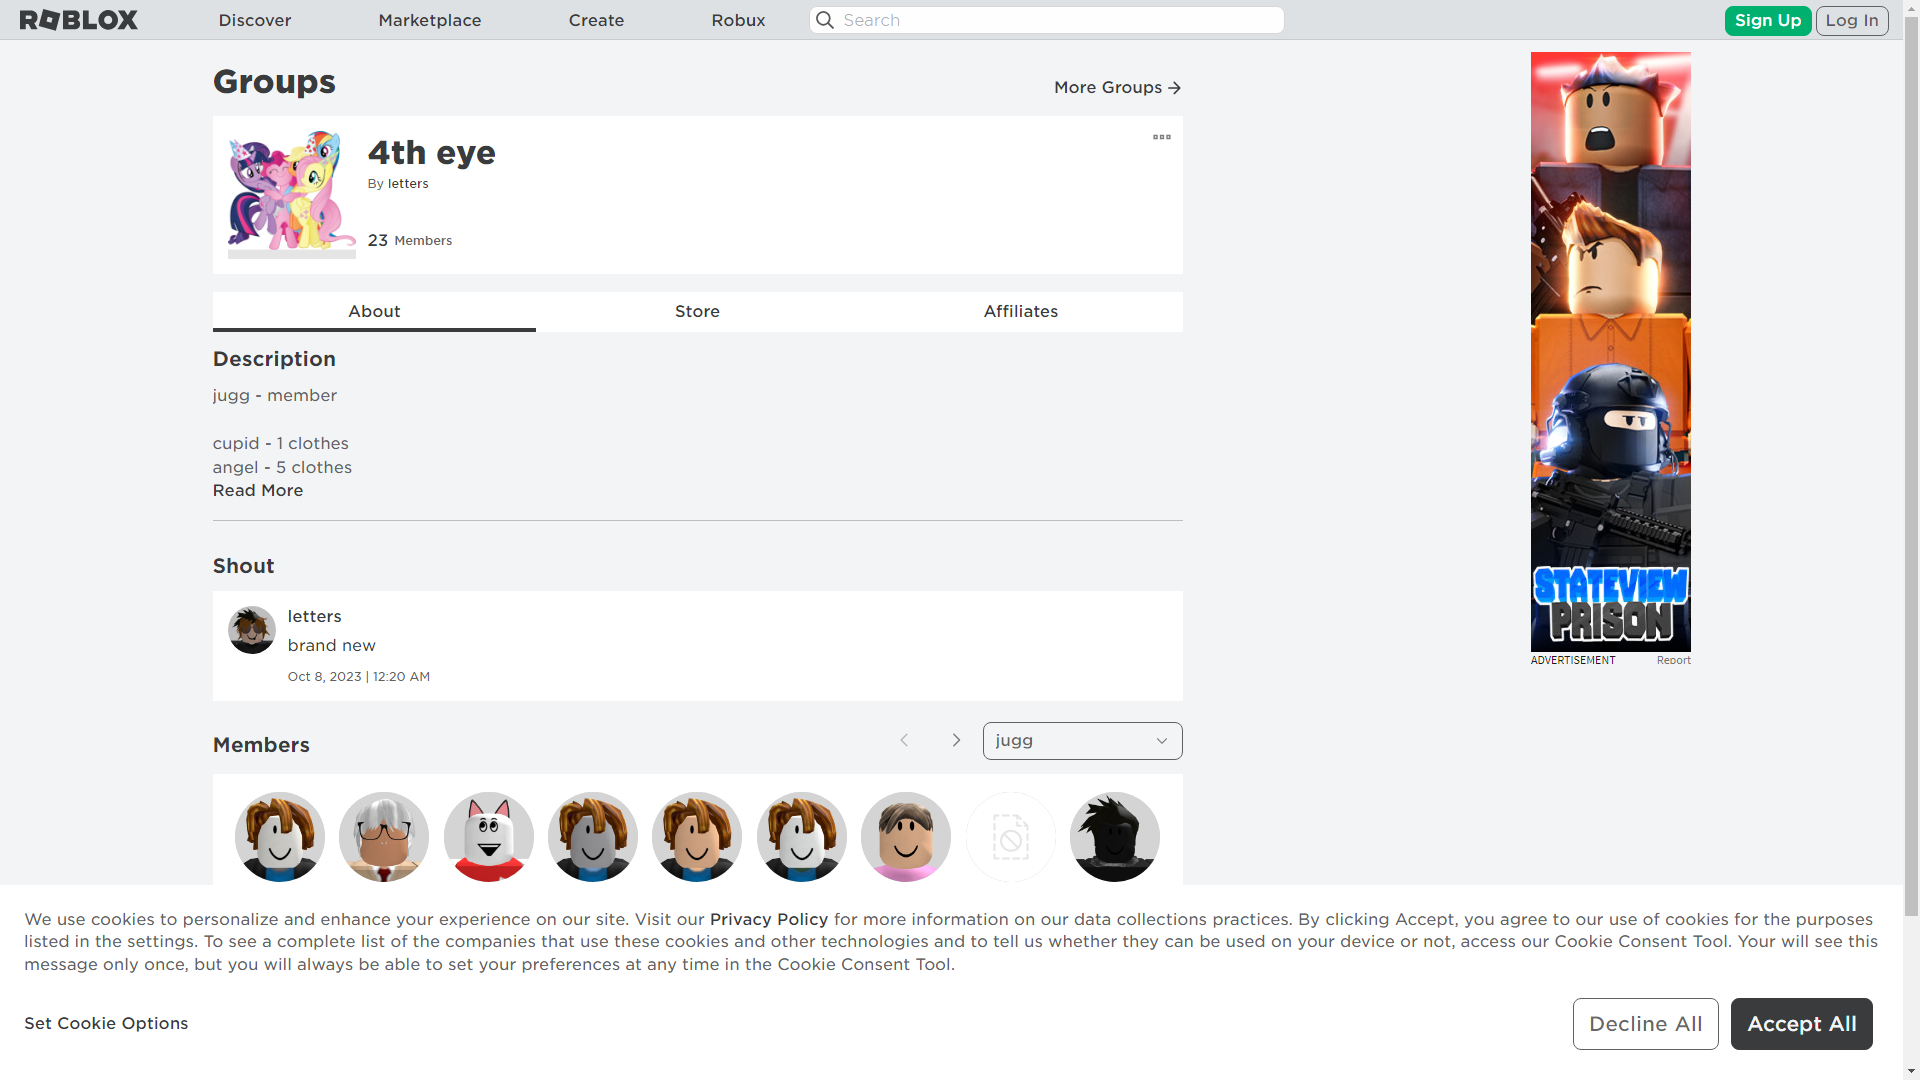 ROBLOX
Discover
Marketplace
Create
Robux
Search
Sign Up
Log In
Groups
More Groups
4th eye
By letters
23 Members
About
Store
Affiliates
Description
jugg - member
cupid - 1 clothes
angel - 5 clothes
Read More
Shout
letters
brand new
Oct 8, 2023 | 12:20 AM
Members
jugg
STATEVIEW
PRISON
ADVERTISEMENT
Report
We use cookies to personalize and enhance your experience on our site. Visit our Privacy Policy for more information on our data collections practices. By clicking Accept, you agree to our use of cookies for the purposes
listed in the settings. To see a complete list of the companies that use these cookies and other technologies and to tell us whether they can be used on your device or not, access our Cookie Consent Tool. Your will see this
message only once, but you will always be able to set your preferences at any time in the Cookie Consent Tool.
Set Cookie Options
Decline All
Accept All